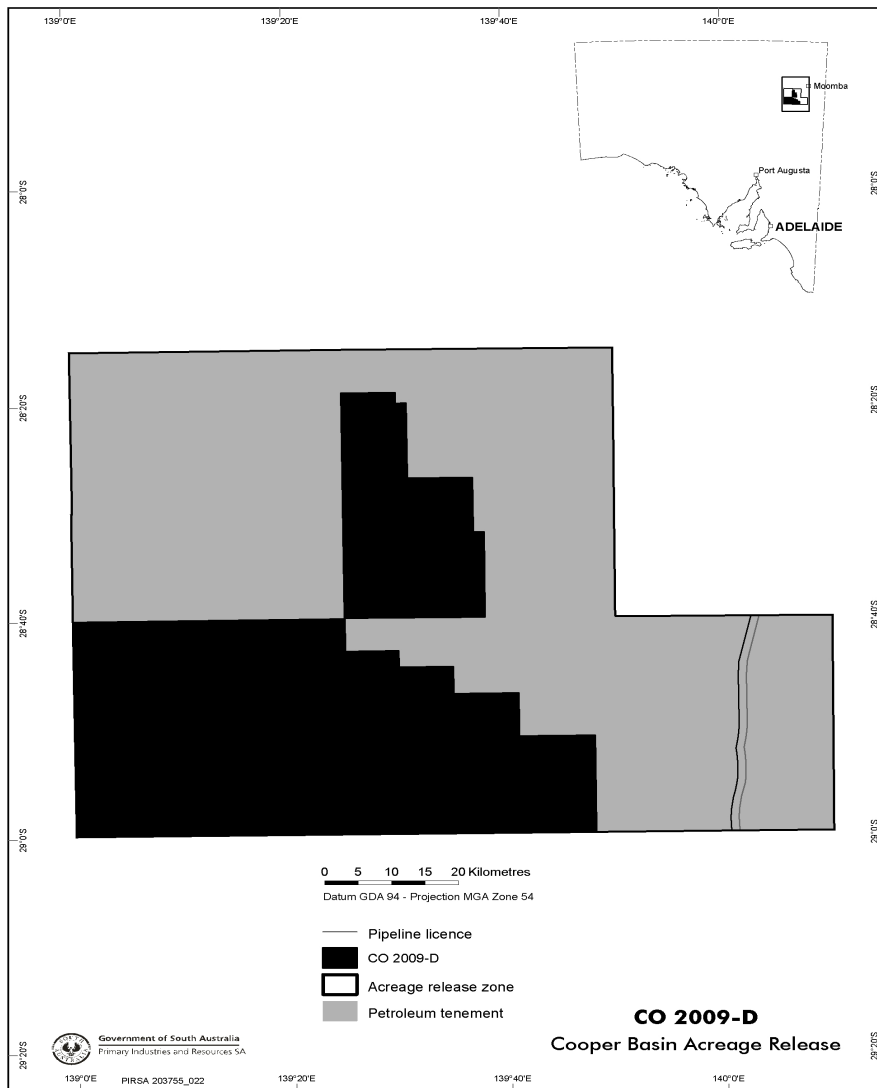 139°0'E 139°20'E 139°40'E 140°0'E
Moomba
28°0'S 28°0'S
Port Augusta
ADELAIDE
28°20'S 28°20'S
28°40'S 28°40'S
29°0'S 29°0'S
0 5 10 15 20 Kilometres
Datum GDA 94 - Projection MGA Zone 54
Pipeline licence
CO 2009-D
Acreage release zone
Petroleum tenement
CO 2009-D
Cooper Basin Acreage Release
SOUTH AUSTRALIA
Government of South Australia
Primary Industries and Resources SA
29°20'S 29°20'S
139°0'E PIRSA 203755_022 139°20'E 139°40'E 140°0'E